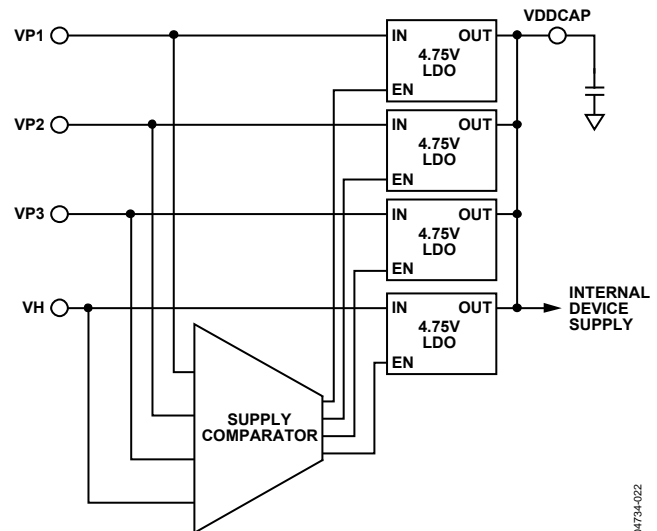 VDDCAP
VP1
IN OUT
4.75V
LDO
EN
VP2
IN OUT
4.75V
LDO
EN
VP3
IN OUT
4.75V
LDO
EN
VH
IN OUT
4.75V
LDO
EN
INTERNAL
DEVICE
SUPPLY
SUPPLY
COMPARATOR
04734-022